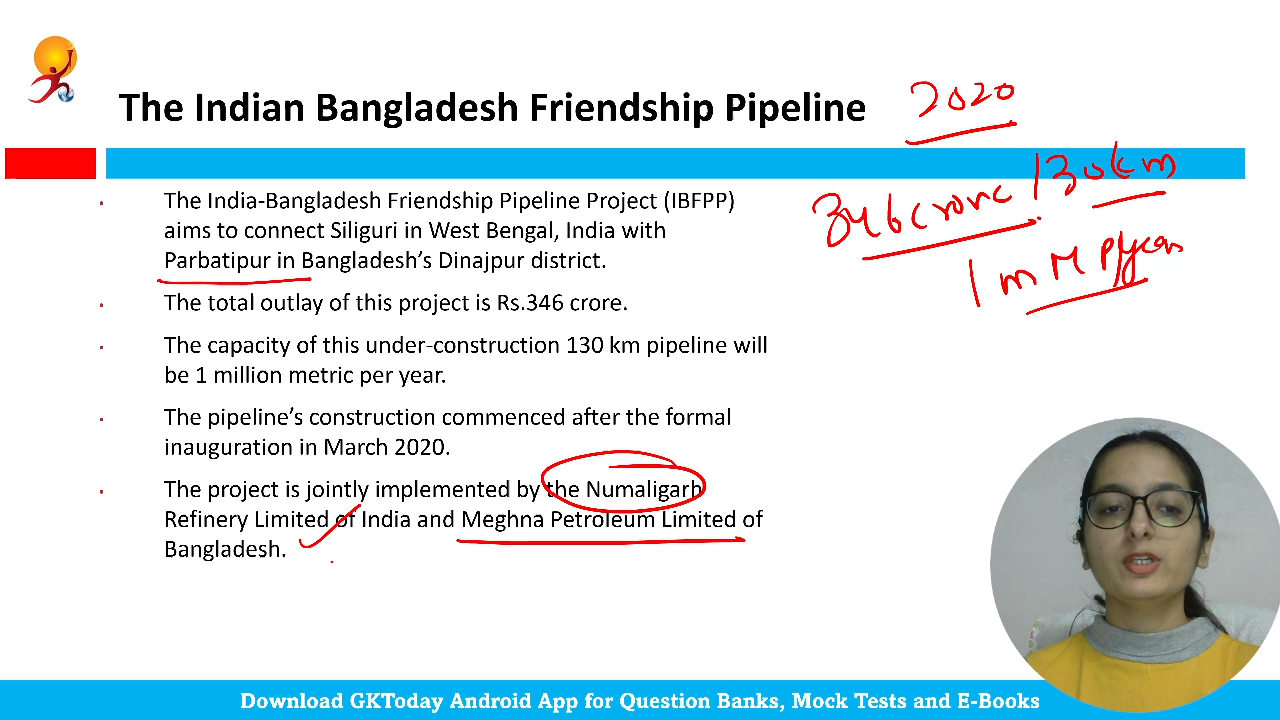 The Indian Bangladesh Friendship Pipeline
2020
346 crore
130km
1 m M P/year
The India-Bangladesh Friendship Pipeline Project (IBFPP)
aims to connect Siliguri in West Bengal, India with
Parbatipur in Bangladesh’s Dinajpur district.
The total outlay of this project is Rs.346 crore.
The capacity of this under-construction 130 km pipeline will
be 1 million metric per year.
The pipeline’s construction commenced after the formal
inauguration in March 2020.
The project is jointly implemented by the Numaligarh
Refinery Limited of India and Meghna Petroleum Limited of
Bangladesh.
Download GKToday Android App for Question Banks, Mock Tests and E-Books